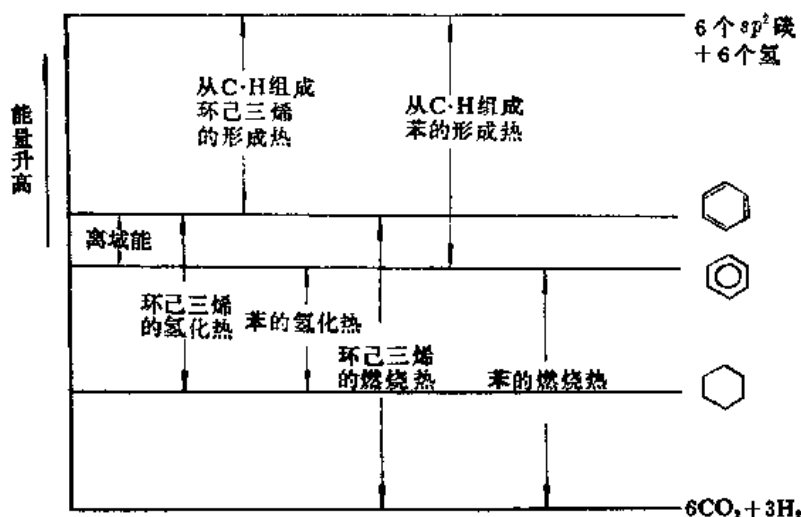 6个sp²碳
+6个氢
能量升高
从C·H组成
环己三烯
的形成热
从C·H组成
苯的形成热
离域能
环己三烯
的氢化热
苯的氢化热
环己三烯
的燃烧热
苯的燃烧热
6CO₂+3H₂